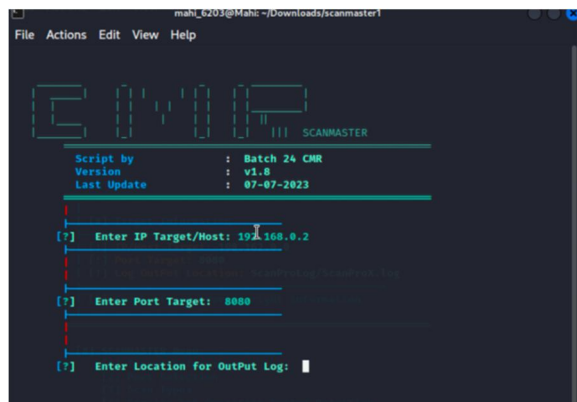 mahi_6203@Mahi: ~/Downloads/scanmaster1
File Actions Edit View Help
CMR
SCANMASTER
Script by : Batch 24 CMR
Version : v1.8
Last Update : 07-07-2023
[?] Enter IP Target/Host: 192.168.0.2
[?] Enter Port Target: 8080
[?] Enter Location for OutPut Log: